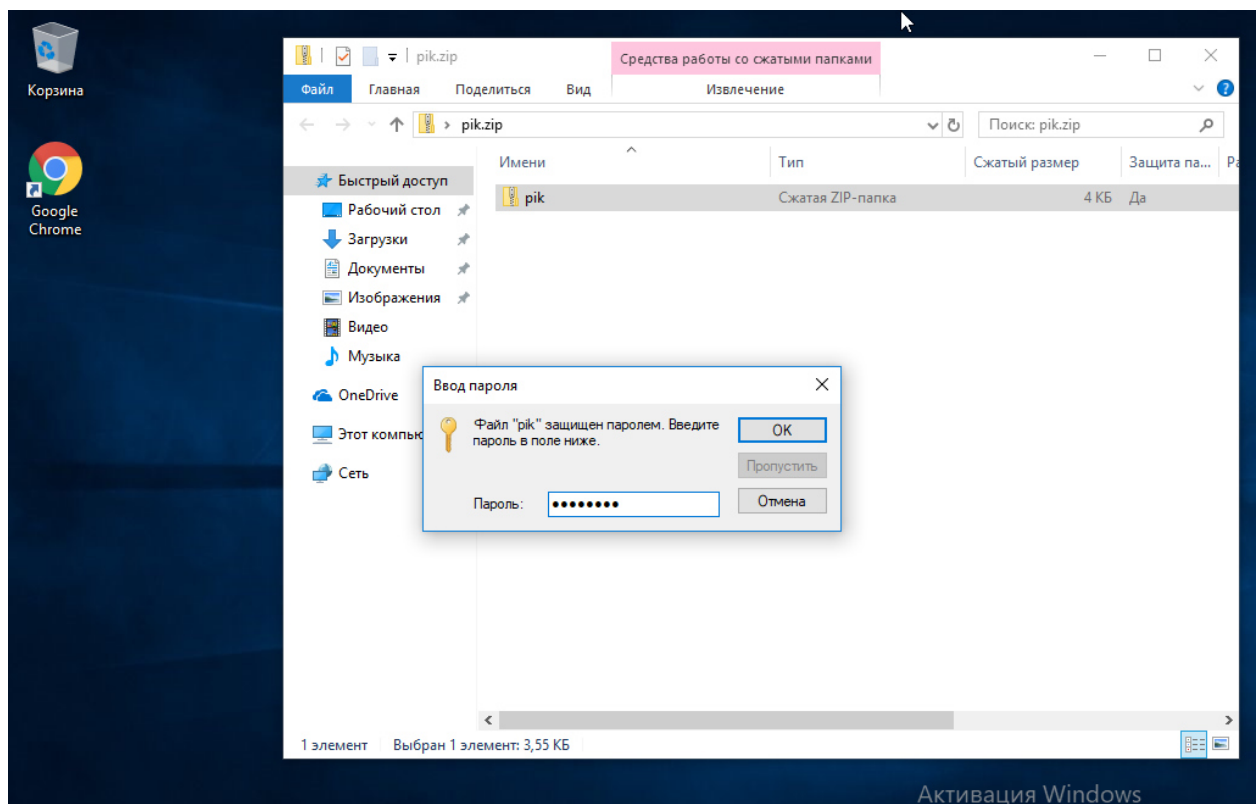 Корзина
Google
Chrome
pik.zip
Средства работы со сжатыми папками
Файл Главная Поделиться Вид Извлечение
pik.zip
Поиск: pik.zip
Имени Тип Сжатый размер Защита па...
Быстрый доступ
Рабочий стол
Загрузки
Документы
Изображения
Видео
Музыка
OneDrive
Этот компью
Сеть
pik Сжатая ZIP-папка 4 КБ Да
Ввод пароля
Файл "pik" защищен паролем. Введите
пароль в поле ниже.
Пароль: ••••••••
OK
Пропустить
Отмена
1 элемент Выбран 1 элемент: 3,55 КБ
Активация Windows